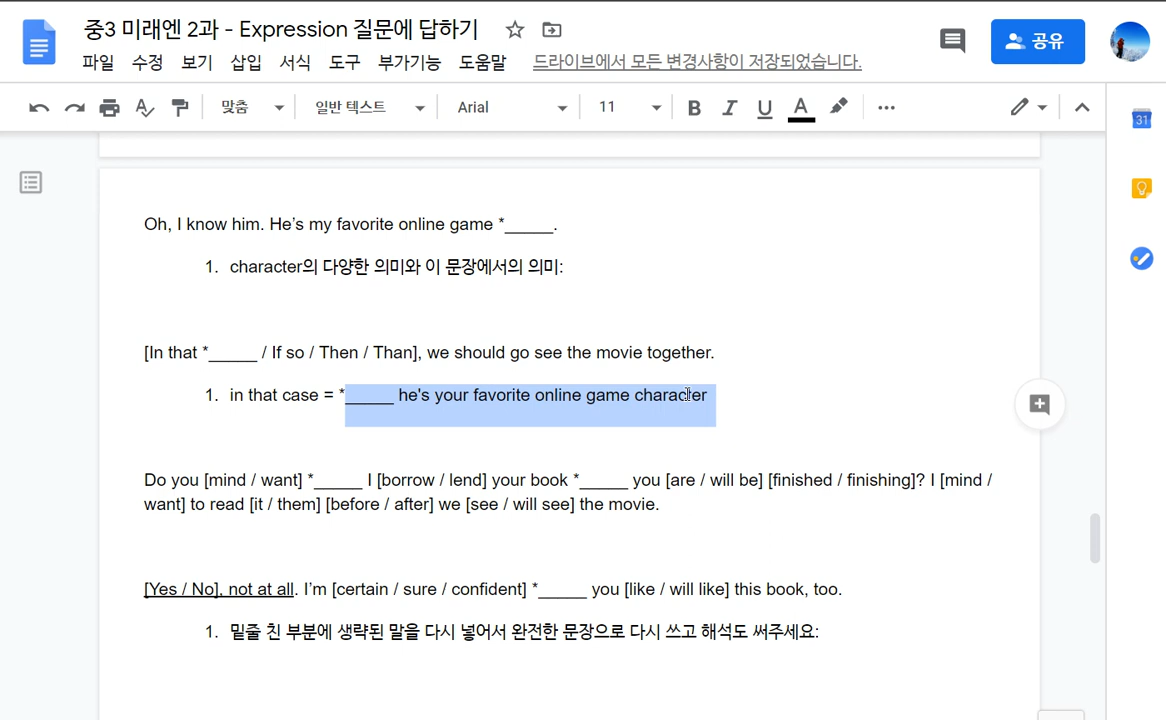 중3 미래엔 2과 - Expression 질문에 답하기
공유
파일 수정 보기 삽입 서식 도구 부가기능 도움말 드라이브에서 모든 변경사항이 저장되었습니다.
맞춤 일반 텍스트 Arial 11 B I U A
31
Oh, I know him. He's my favorite online game *_____.
1. character의 다양한 의미와 이 문장에서의 의미:
[In that *_____ / If so / Then / Than], we should go see the movie together.
1. in that case = *_____ he's your favorite online game character
Do you [mind / want] *_____ I [borrow / lend] your book *_____ you [are / will be] [finished / finishing]? I [mind /
want] to read [it / them] [before / after] we [see / will see] the movie.
[Yes / No], not at all. I'm [certain / sure / confident] *_____ you [like / will like] this book, too.
1. 밑줄 친 부분에 생략된 말을 다시 넣어서 완전한 문장으로 다시 쓰고 해석도 써주세요: